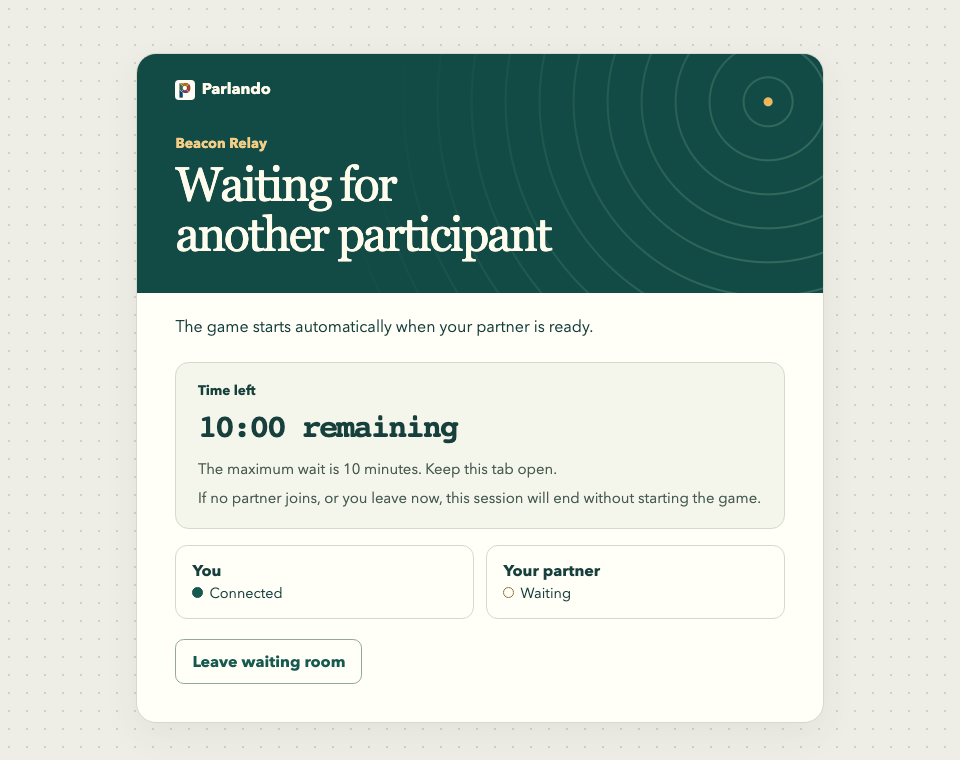 Parlando
Beacon Relay
Waiting for
another participant
The game starts automatically when your partner is ready.
Time left
10:00 remaining
The maximum wait is 10 minutes. Keep this tab open.
If no partner joins, or you leave now, this session will end without starting the game.
You
Connected
Your partner
Waiting
Leave waiting room